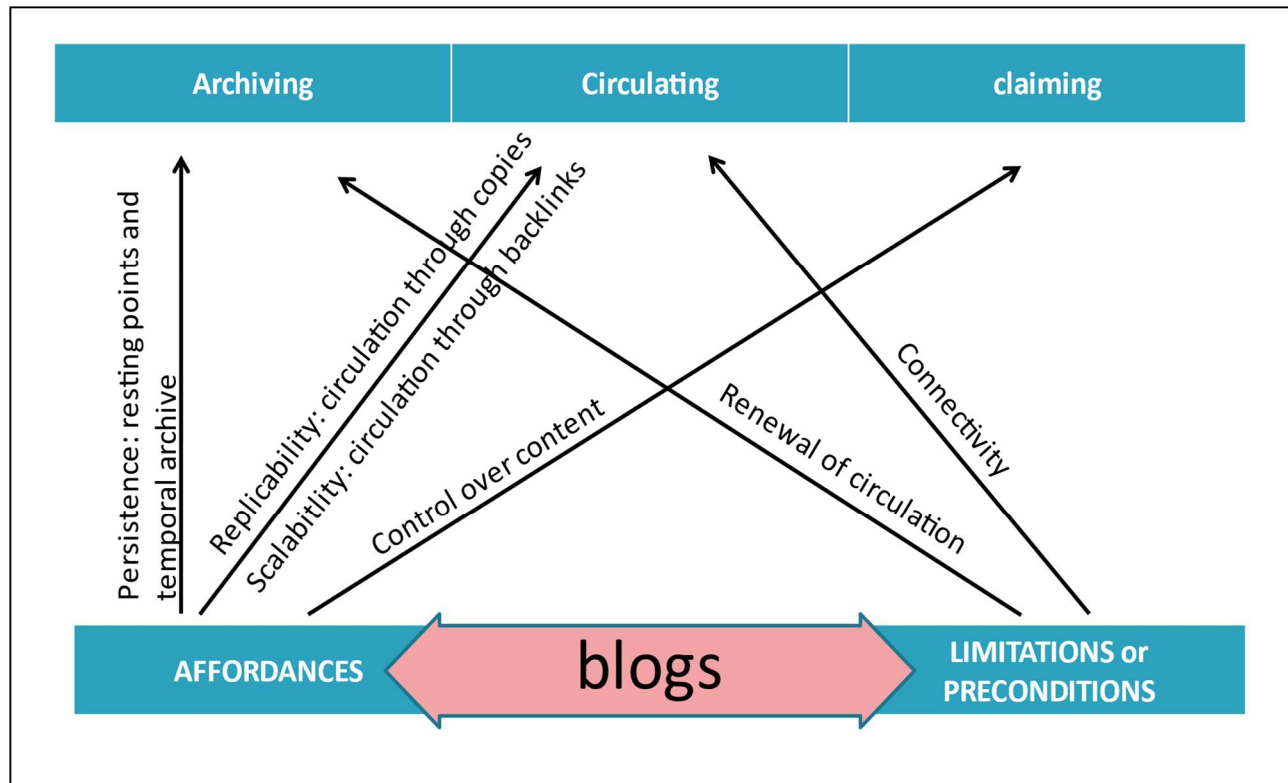 Archiving
Circulating
claiming
Persistence: resting points and
temporal archive
Replicability: circulation through copies
Scalabitlity: circulation through backlinks
Control over content
Renewal of circulation
Connectivity
AFFORDANCES
blogs
LIMITATIONS or
PRECONDITIONS